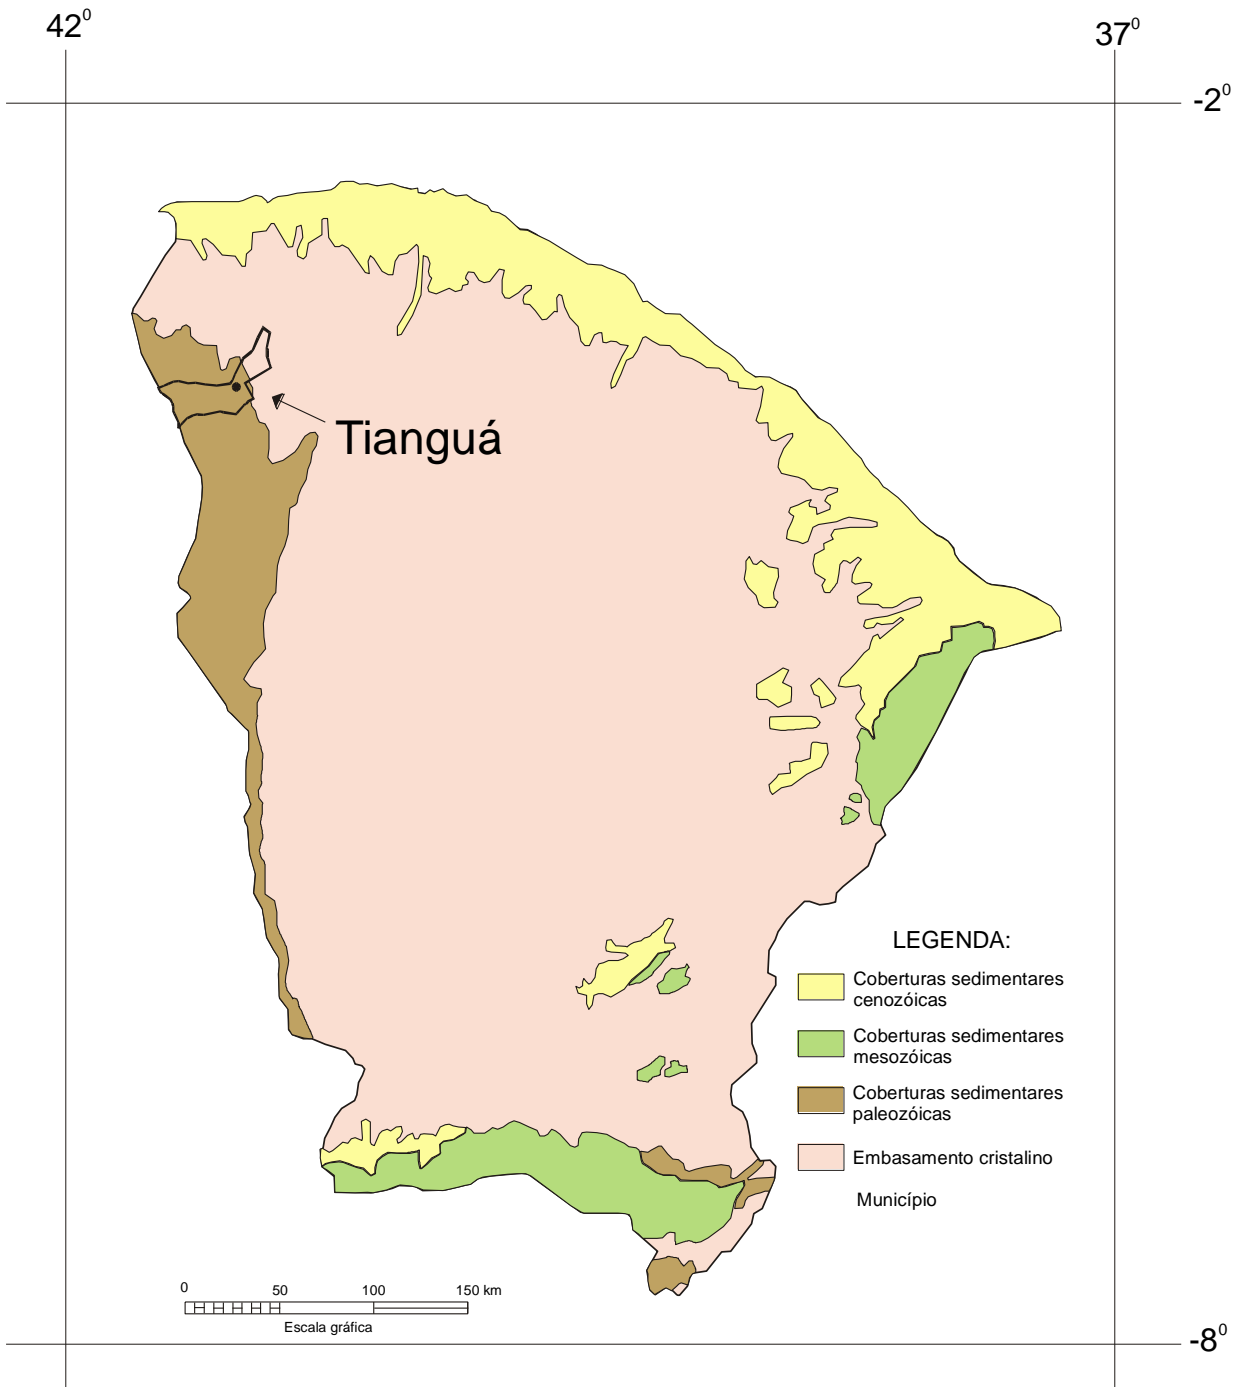 42⁰
37⁰
-2⁰
Tianguá
LEGENDA:
Coberturas sedimentares
cenozóicas
Coberturas sedimentares
mesozóicas
Coberturas sedimentares
paleozóicas
Embasamento cristalino
Município
0 50 100 150 km
Escala gráfica
-8⁰